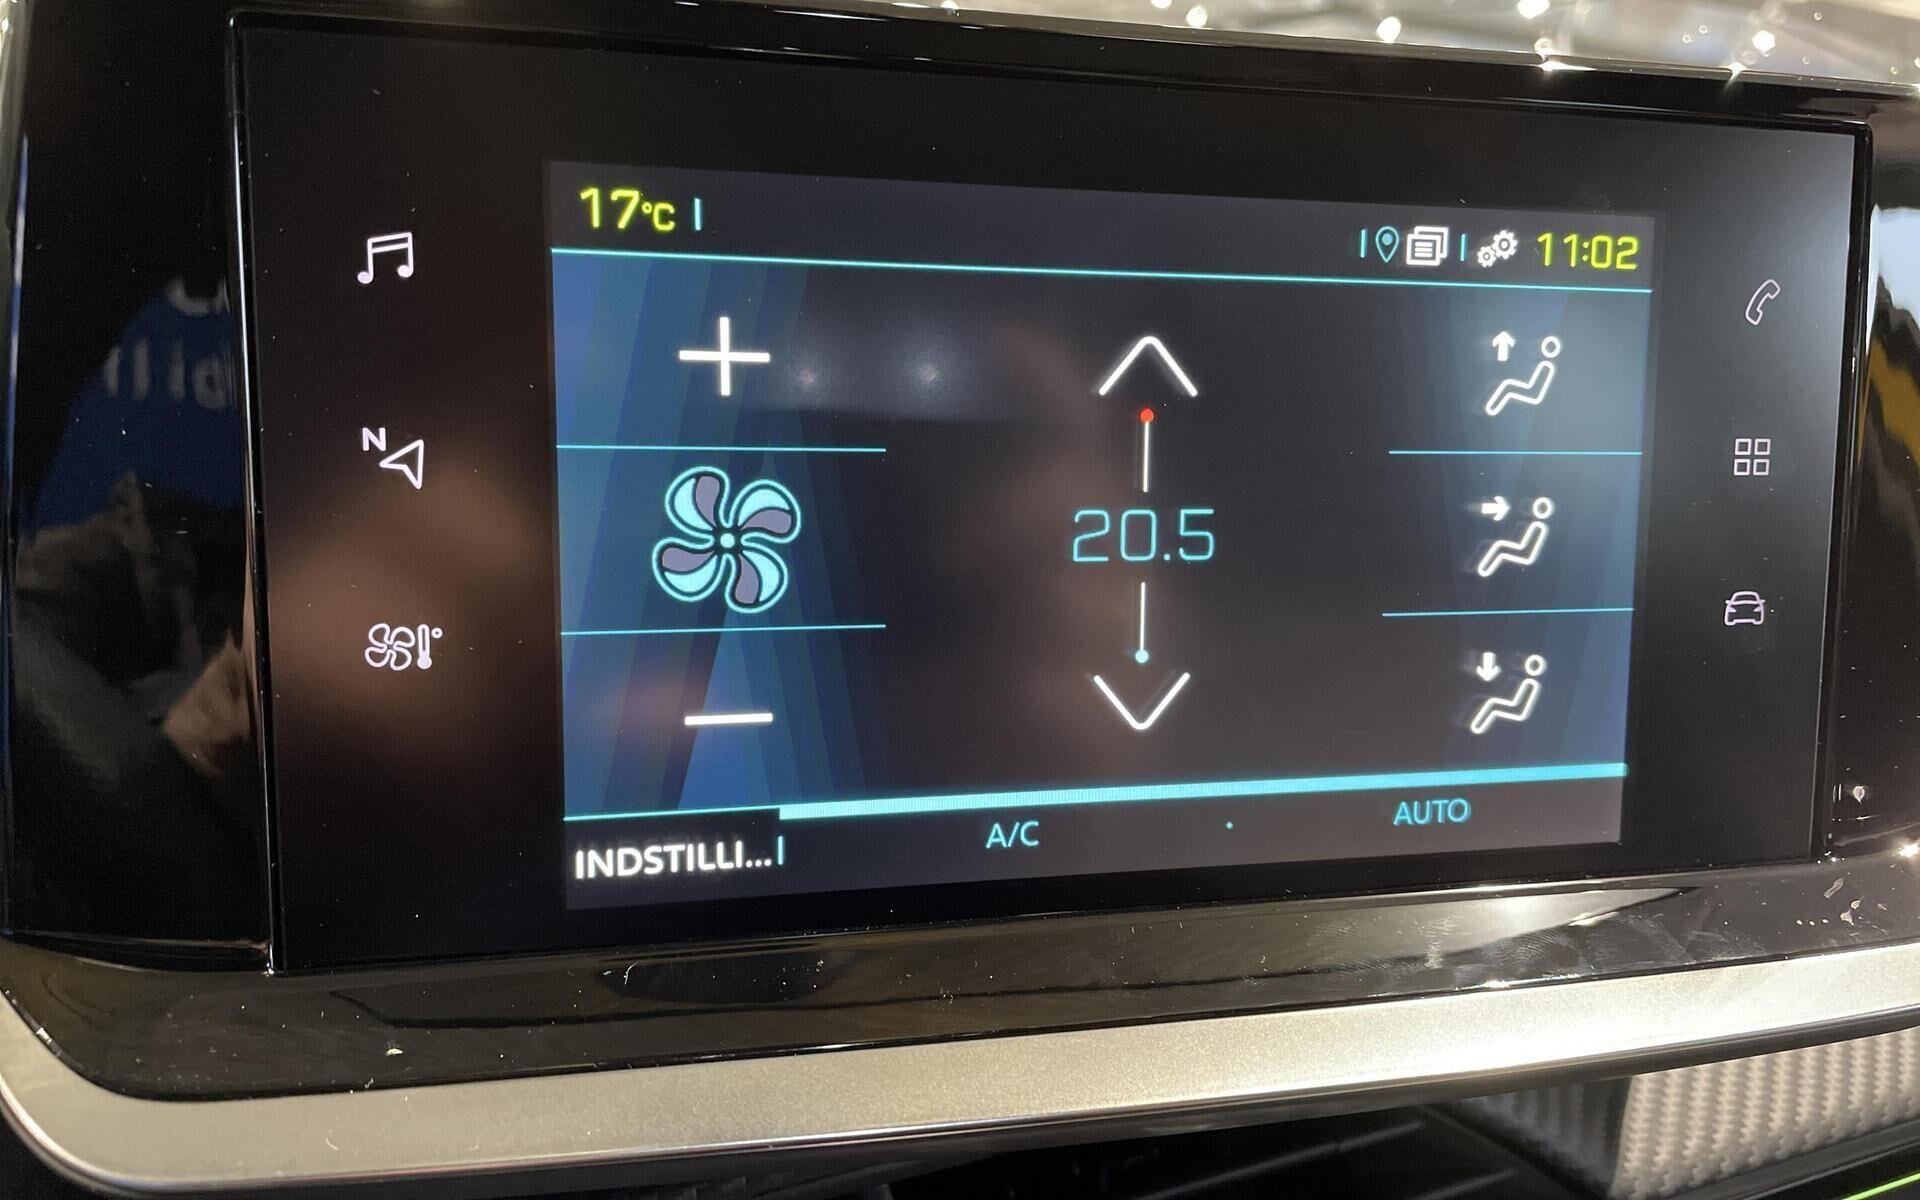 17°C
11:02
N
20.5
A/C
AUTO
INDSTILLI...